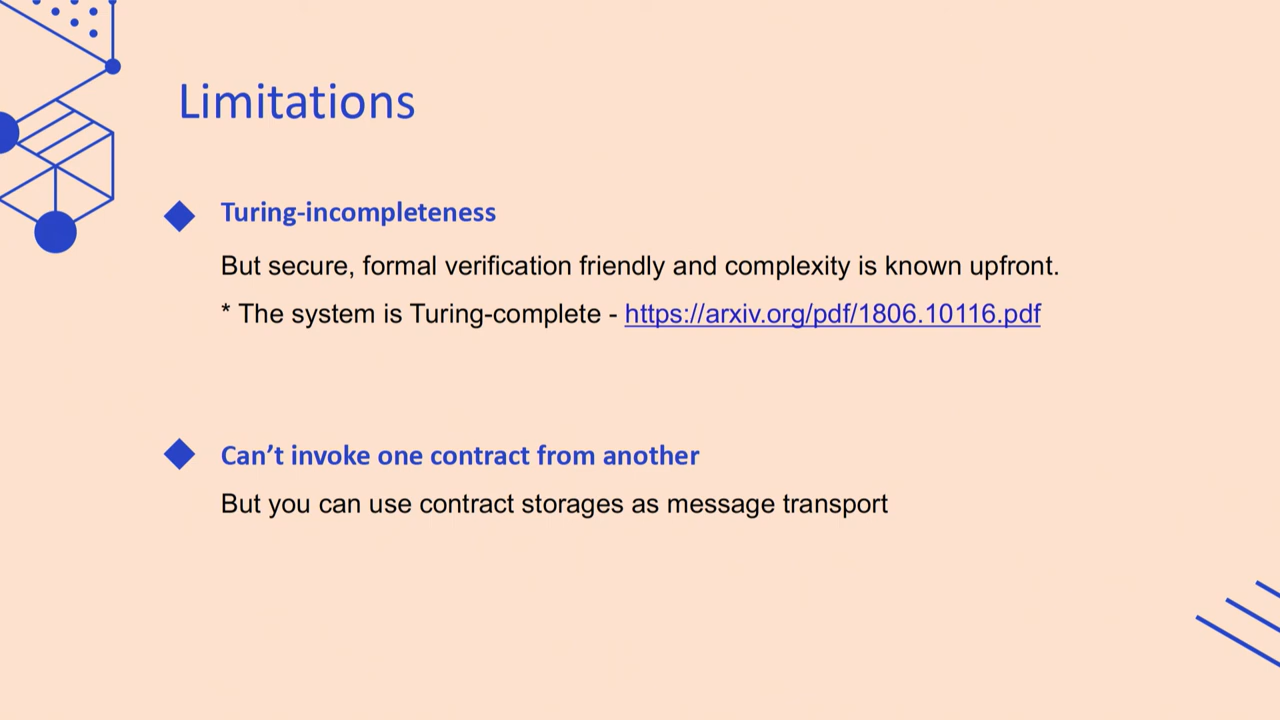 Limitations
Turing-incompleteness
But secure, formal verification friendly and complexity is known upfront.
* The system is Turing-complete - https://arxiv.org/pdf/1806.10116.pdf
Can’t invoke one contract from another
But you can use contract storages as message transport